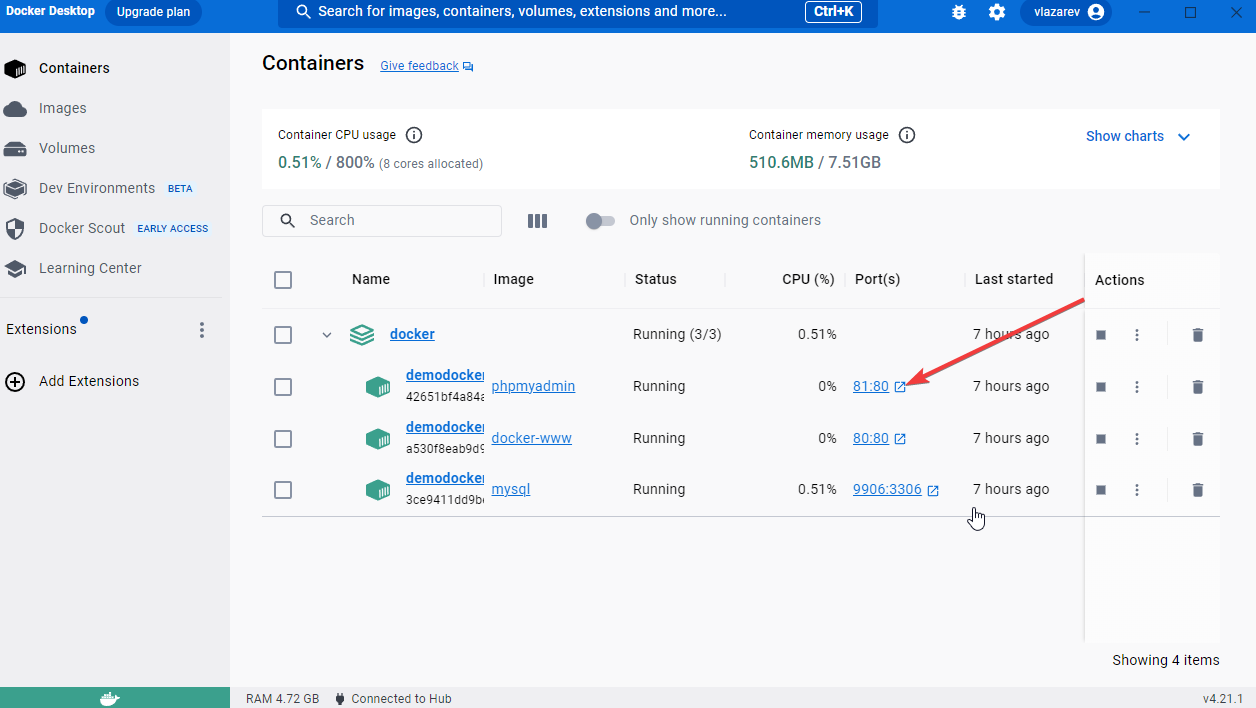 Docker Desktop Upgrade plan Search for images, containers, volumes, extensions and more... Ctrl+K vlazarev
Containers
Images
Volumes
Dev Environments BETA
Docker Scout EARLY ACCESS
Learning Center
Extensions
Add Extensions
Containers Give feedback
Container CPU usage
0.51% / 800% (8 cores allocated)
Container memory usage
510.6MB / 7.51GB
Show charts
Search
Only show running containers
Name Image Status CPU (%) Port(s) Last started Actions
docker Running (3/3) 0.51% 7 hours ago
demodocker phpmyadmin Running 0% 81:80 7 hours ago
42651bf4a84a
demodocker docker-www Running 0% 80:80 7 hours ago
a530f8eab9d9
demodocker mysql Running 0.51% 9906:3306 7 hours ago
3ce9411dd9b
Showing 4 items
RAM 4.72 GB Connected to Hub v4.21.1